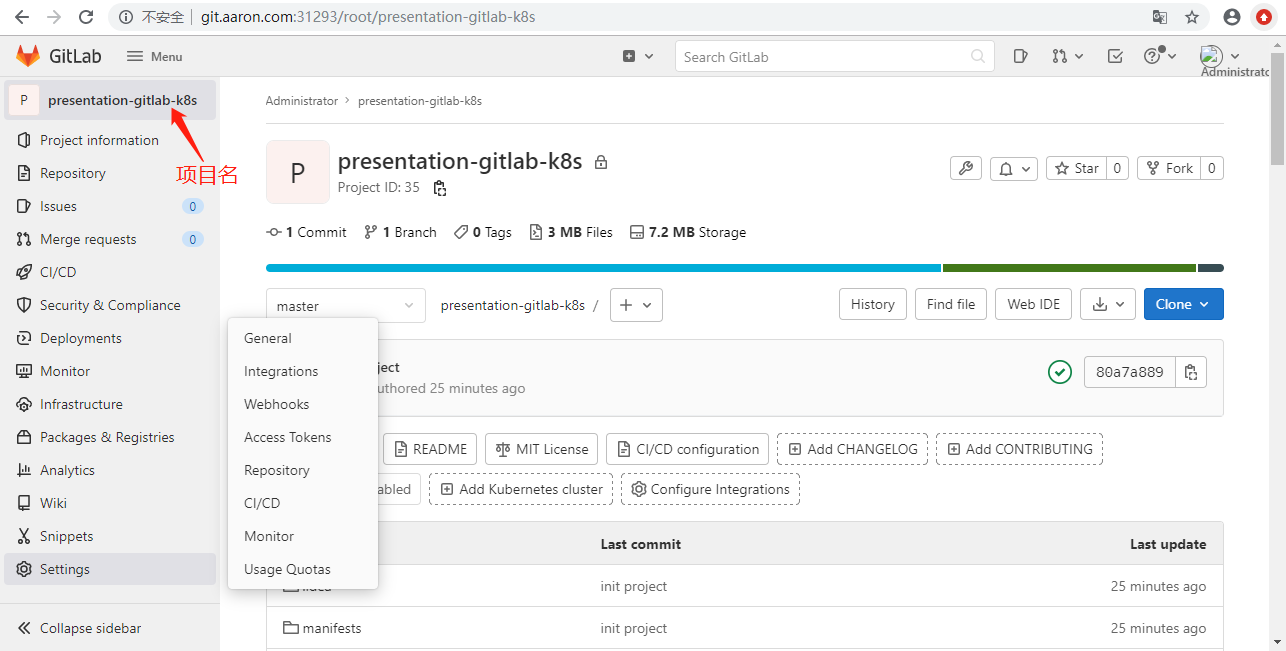 不安全 git.aaron.com:31293/root/presentation-gitlab-k8s
GitLab Menu Search GitLab
Administrator
P presentation-gitlab-k8s
项目名
Project information
Repository
Issues 0
Merge requests 0
CI/CD
Security & Compliance
Deployments
Monitor
Infrastructure
Packages & Registries
Analytics
Wiki
Snippets
Settings
Collapse sidebar
General
Integrations
Webhooks
Access Tokens
Repository
CI/CD
Monitor
Usage Quotas
Administrator presentation-gitlab-k8s
P
presentation-gitlab-k8s
Project ID: 35
Star 0 Fork 0
1 Commit 1 Branch 0 Tags 3 MB Files 7.2 MB Storage
master presentation-gitlab-k8s / History Find file Web IDE Clone
ject
uthored 25 minutes ago
80a7a889
README MIT License CI/CD configuration Add CHANGELOG Add CONTRIBUTING
abled Add Kubernetes cluster Configure Integrations
Last commit Last update
init project 25 minutes ago
manifests init project 25 minutes ago